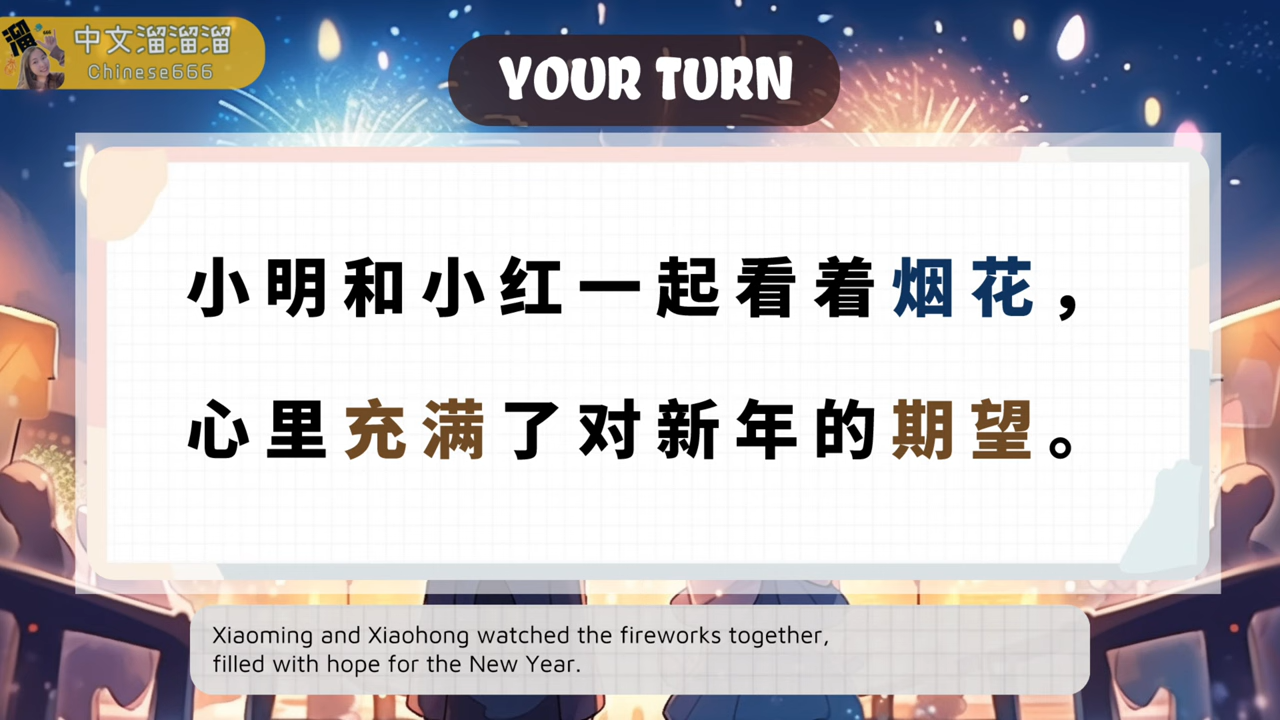 溜
中文溜溜溜
Chinese666
YOUR TURN
小明和小红一起看着烟花，
心里充满了对新年的期望。
Xiaoming and Xiaohong watched the fireworks together,
filled with hope for the New Year.